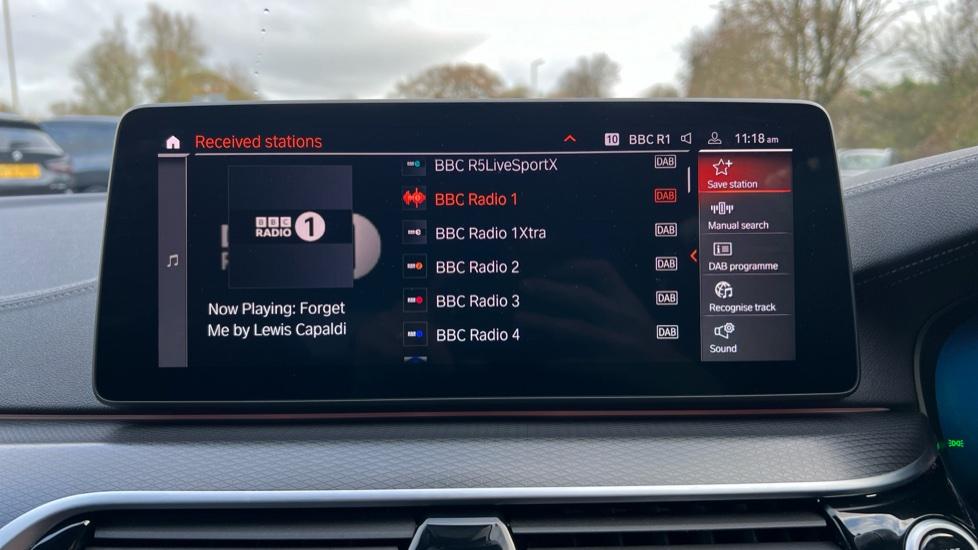 Received stations
10 BBC R1
11:18 am
BBC R5LiveSportX DAB
BBC Radio 1 DAB
BBC Radio 1Xtra DAB
BBC Radio 2 DAB
BBC Radio 3 DAB
BBC Radio 4 DAB
BBC
RADIO 1
Now Playing: Forget
Me by Lewis Capaldi
Save station
Manual search
DAB programme
Recognise track
Sound